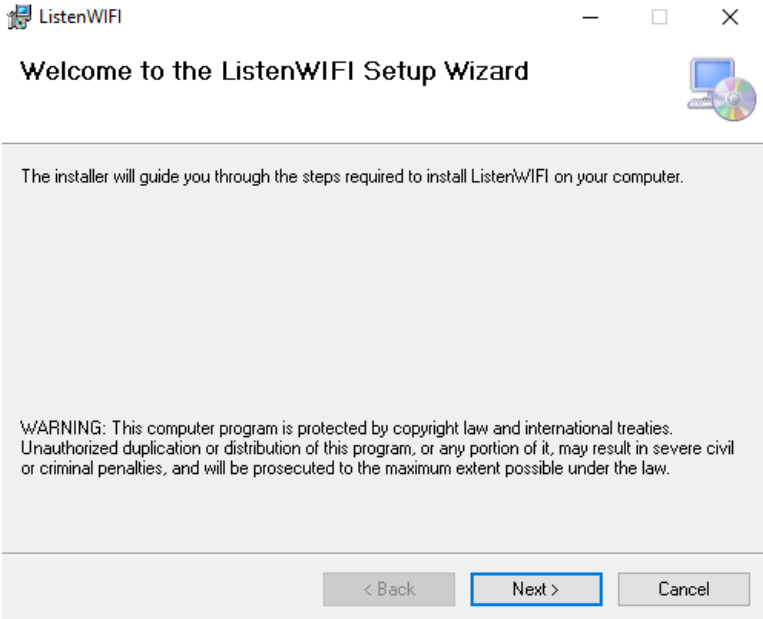 ListenWIFI
Welcome to the ListenWIFI Setup Wizard
The installer will guide you through the steps required to install ListenWIFI on your computer.
WARNING: This computer program is protected by copyright law and international treaties.
Unauthorized duplication or distribution of this program, or any portion of it, may result in severe civil
or criminal penalties, and will be prosecuted to the maximum extent possible under the law.
< Back
Next >
Cancel